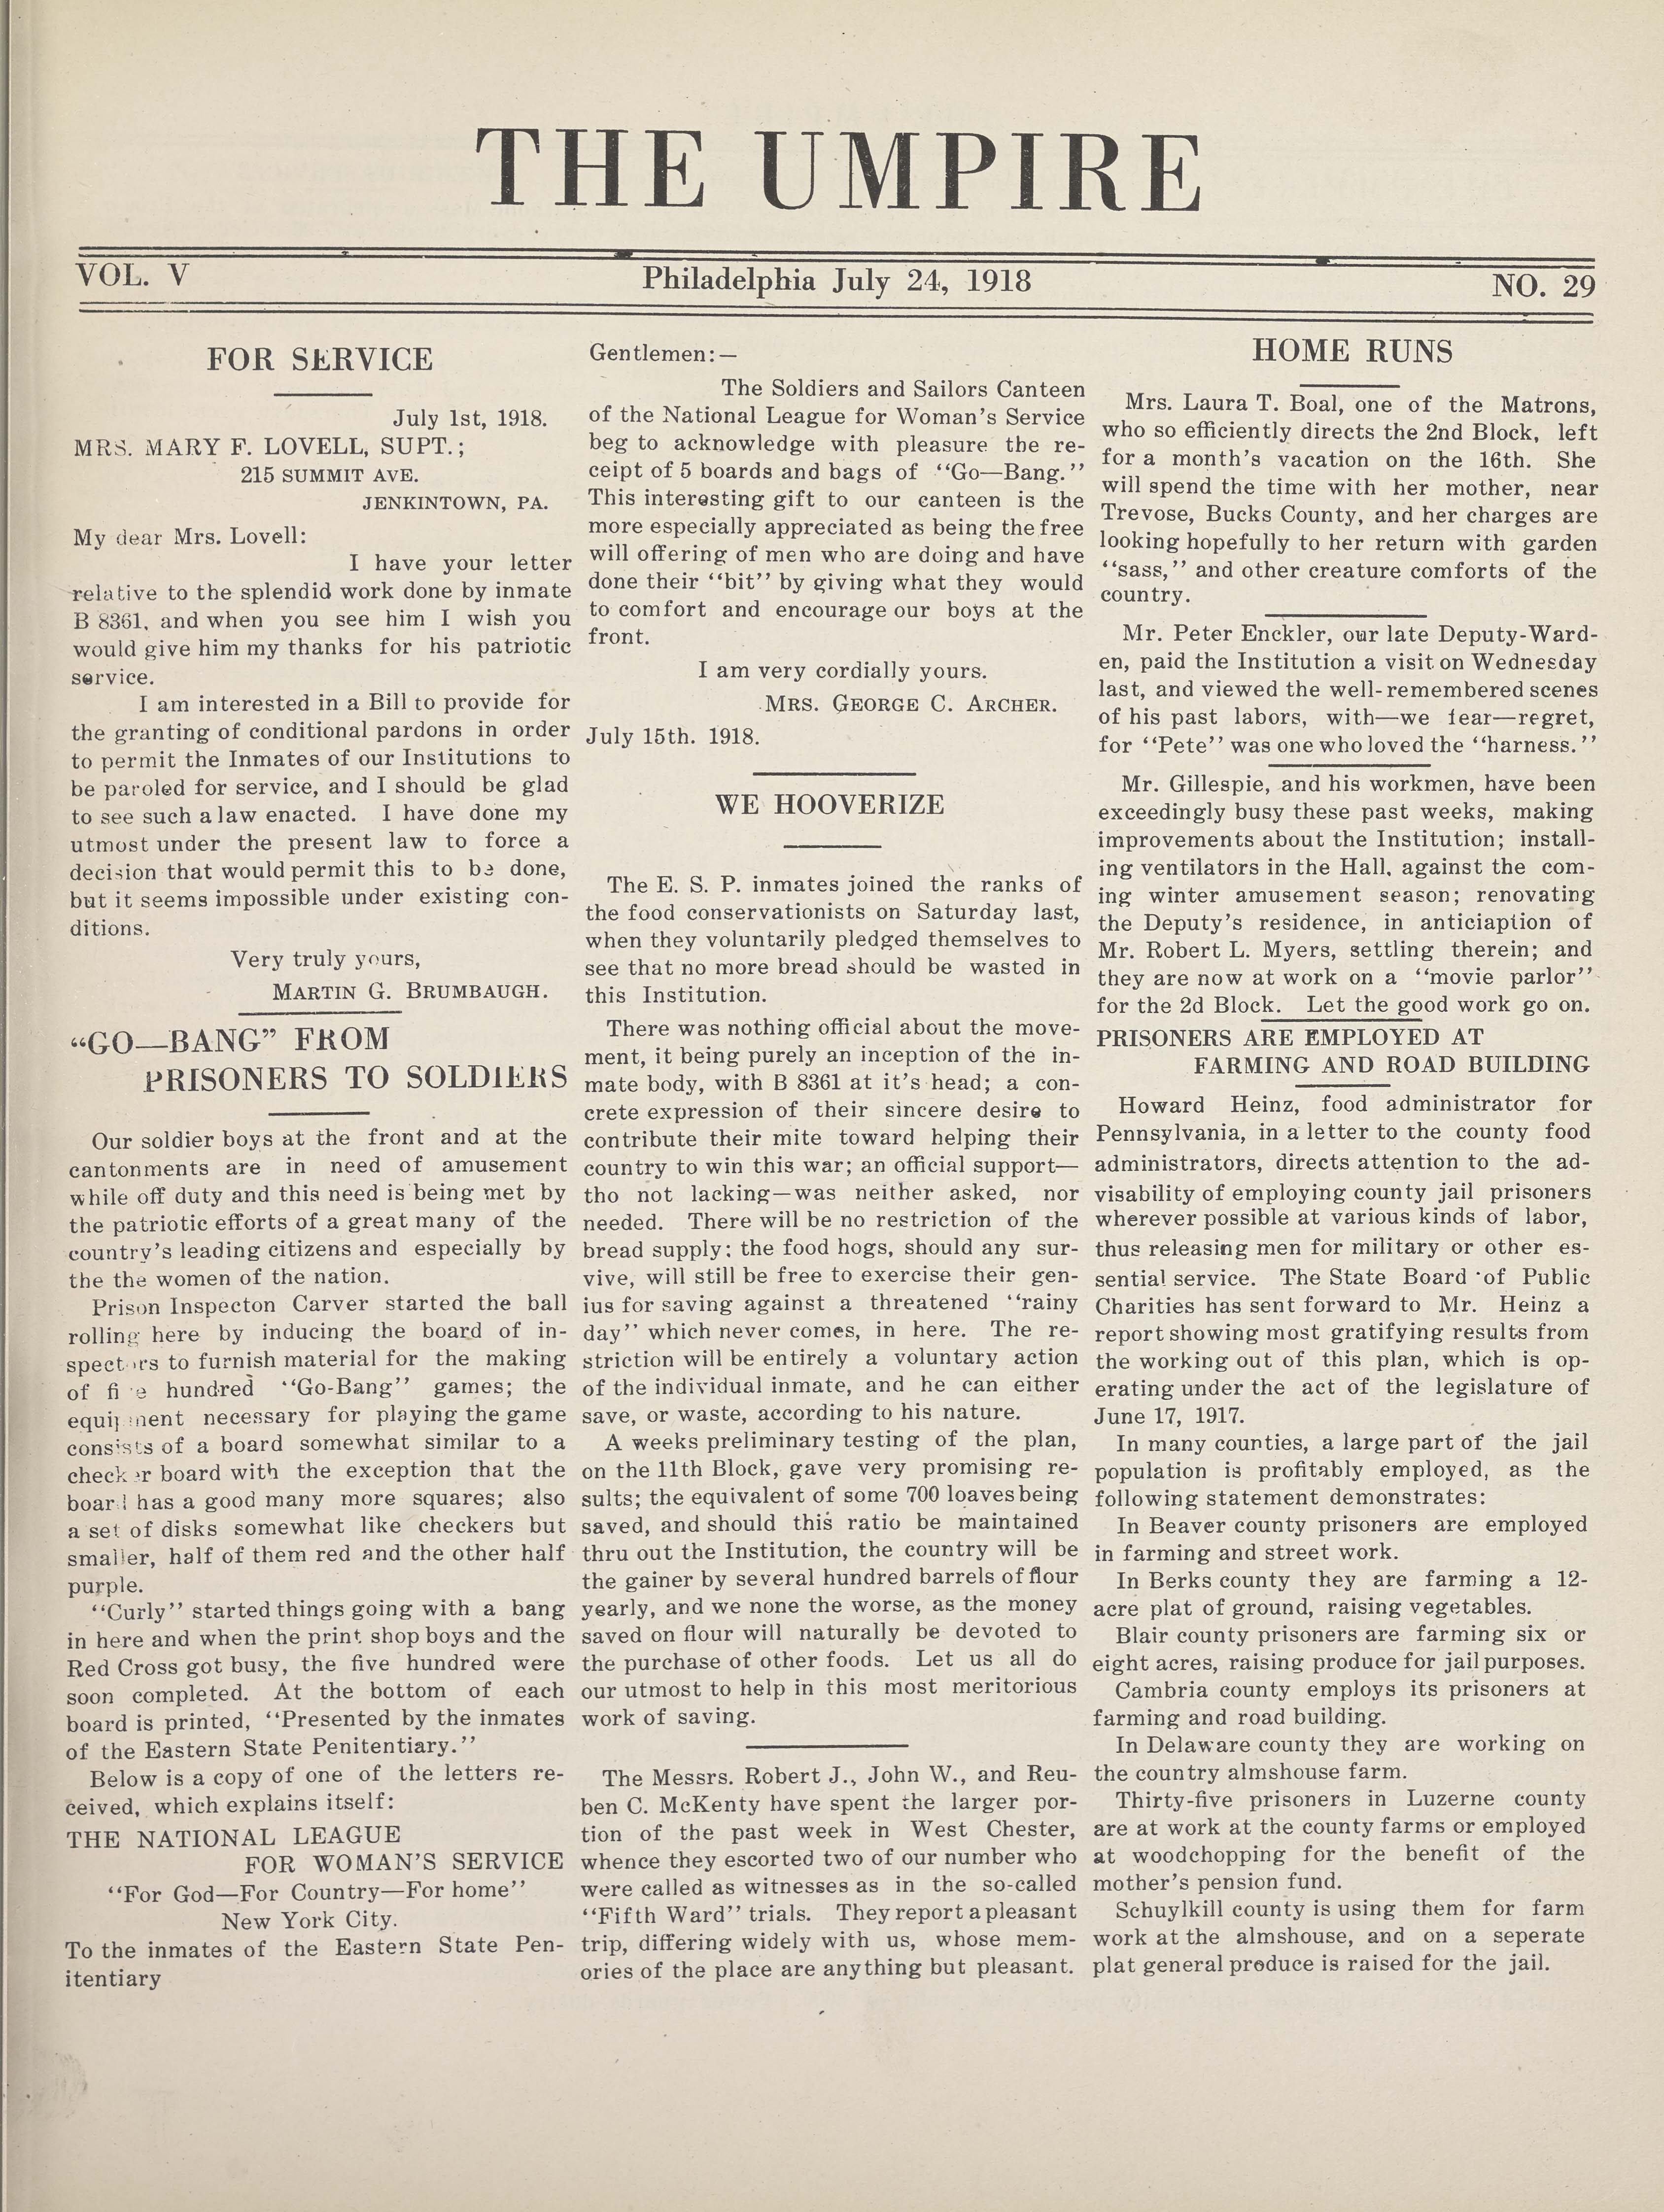 THE UMPIRE
VOL. V
Philadelphia July 24, 1918
NO. 29
FOR SERVICE
July 1st, 1918.
MRS. MARY F. LOVELL, SUPT.;
215 SUMMIT AVE.
JENKINTOWN, PA.
My dear Mrs. Lovell:
I have your letter
relative to the splendid work done by inmate
B 8361, and when you see him I wish you
would give him my thanks for his patriotic
service.
I am interested in a Bill to provide for
the granting of conditional pardons in order
to permit the Inmates of our Institutions to
be paroled for service, and I should be glad
to see such a law enacted. I have done my
utmost under the present law to force a
decision that would permit this to be done,
but it seems impossible under existing con-
ditions.
Very truly yours,
MARTIN G. BRUMBAUGH.
"GO—BANG" FROM
PRISONERS TO SOLDIERS
Our soldier boys at the front and at the
cantonments are in need of amusement
while off duty and this need is being met by
the patriotic efforts of a great many of the
country's leading citizens and especially by
the the women of the nation.
Prison Inspecton Carver started the ball
rolling here by inducing the board of in-
spectors to furnish material for the making
of five hundred "Go-Bang" games; the
equipment necessary for playing the game
consists of a board somewhat similar to a
checker board with the exception that the
board has a good many more squares; also
a set of disks somewhat like checkers but
smaller, half of them red and the other half
purple.
"Curly" started things going with a bang
in here and when the print shop boys and the
Red Cross got busy, the five hundred were
soon completed. At the bottom of each
board is printed, "Presented by the inmates
of the Eastern State Penitentiary."
Below is a copy of one of the letters re-
ceived, which explains itself:
THE NATIONAL LEAGUE
FOR WOMAN'S SERVICE
"For God—For Country—For home"
New York City.
To the inmates of the Eastern State Pen-
itentiary
Gentlemen:—
The Soldiers and Sailors Canteen
of the National League for Woman's Service
beg to acknowledge with pleasure the re-
ceipt of 5 boards and bags of "Go—Bang."
This interesting gift to our canteen is the
more especially appreciated as being the free
will offering of men who are doing and have
done their "bit" by giving what they would
to comfort and encourage our boys at the
front.
I am very cordially yours.
MRS. GEORGE C. ARCHER.
July 15th. 1918.
WE HOOVERIZE
The E. S. P. inmates joined the ranks of
the food conservationists on Saturday last,
when they voluntarily pledged themselves to
see that no more bread should be wasted in
this Institution.
There was nothing official about the move-
ment, it being purely an inception of the in-
mate body, with B 8361 at it's head; a con-
crete expression of their sincere desire to
contribute their mite toward helping their
country to win this war; an official support—
tho not lacking—was neither asked, nor
needed. There will be no restriction of the
bread supply; the food hogs, should any sur-
vive, will still be free to exercise their gen-
ius for saving against a threatened "rainy
day" which never comes, in here. The re-
striction will be entirely a voluntary action
of the individual inmate, and he can either
save, or waste, according to his nature.
A weeks preliminary testing of the plan,
on the 11th Block, gave very promising re-
sults; the equivalent of some 700 loaves being
saved, and should this ratio be maintained
thru out the Institution, the country will be
the gainer by several hundred barrels of flour
yearly, and we none the worse, as the money
saved on flour will naturally be devoted to
the purchase of other foods. Let us all do
our utmost to help in this most meritorious
work of saving.
The Messrs. Robert J., John W., and Reu-
ben C. McKenty have spent the larger por-
tion of the past week in West Chester,
whence they escorted two of our number who
were called as witnesses as in the so-called
"Fifth Ward" trials. They report a pleasant
trip, differing widely with us, whose mem-
ories of the place are anything but pleasant.
HOME RUNS
Mrs. Laura T. Boal, one of the Matrons,
who so efficiently directs the 2nd Block, left
for a month's vacation on the 16th. She
will spend the time with her mother, near
Trevose, Bucks County, and her charges are
looking hopefully to her return with garden
"sass," and other creature comforts of the
country.
Mr. Peter Enckler, our late Deputy-Ward-
en, paid the Institution a visit on Wednesday
last, and viewed the well-remembered scenes
of his past labors, with—we fear—regret,
for "Pete" was one who loved the "harness."
Mr. Gillespie, and his workmen, have been
exceedingly busy these past weeks, making
improvements about the Institution; install-
ing ventilators in the Hall, against the com-
ing winter amusement season; renovating
the Deputy's residence, in anticiaption of
Mr. Robert L. Myers, settling therein; and
they are now at work on a "movie parlor"
for the 2d Block. Let the good work go on.
PRISONERS ARE EMPLOYED AT
FARMING AND ROAD BUILDING
Howard Heinz, food administrator for
Pennsylvania, in a letter to the county food
administrators, directs attention to the ad-
visability of employing county jail prisoners
wherever possible at various kinds of labor,
thus releasing men for military or other es-
sential service. The State Board of Public
Charities has sent forward to Mr. Heinz a
report showing most gratifying results from
the working out of this plan, which is op-
erating under the act of the legislature of
June 17, 1917.
In many counties, a large part of the jail
population is profitably employed, as the
following statement demonstrates:
In Beaver county prisoners are employed
in farming and street work.
In Berks county they are farming a 12-
acre plat of ground, raising vegetables.
Blair county prisoners are farming six or
eight acres, raising produce for jail purposes.
Cambria county employs its prisoners at
farming and road building.
In Delaware county they are working on
the country almshouse farm.
Thirty-five prisoners in Luzerne county
are at work at the county farms or employed
at woodchopping for the benefit of the
mother's pension fund.
Schuylkill county is using them for farm
work at the almshouse, and on a seperate
plat general produce is raised for the jail.